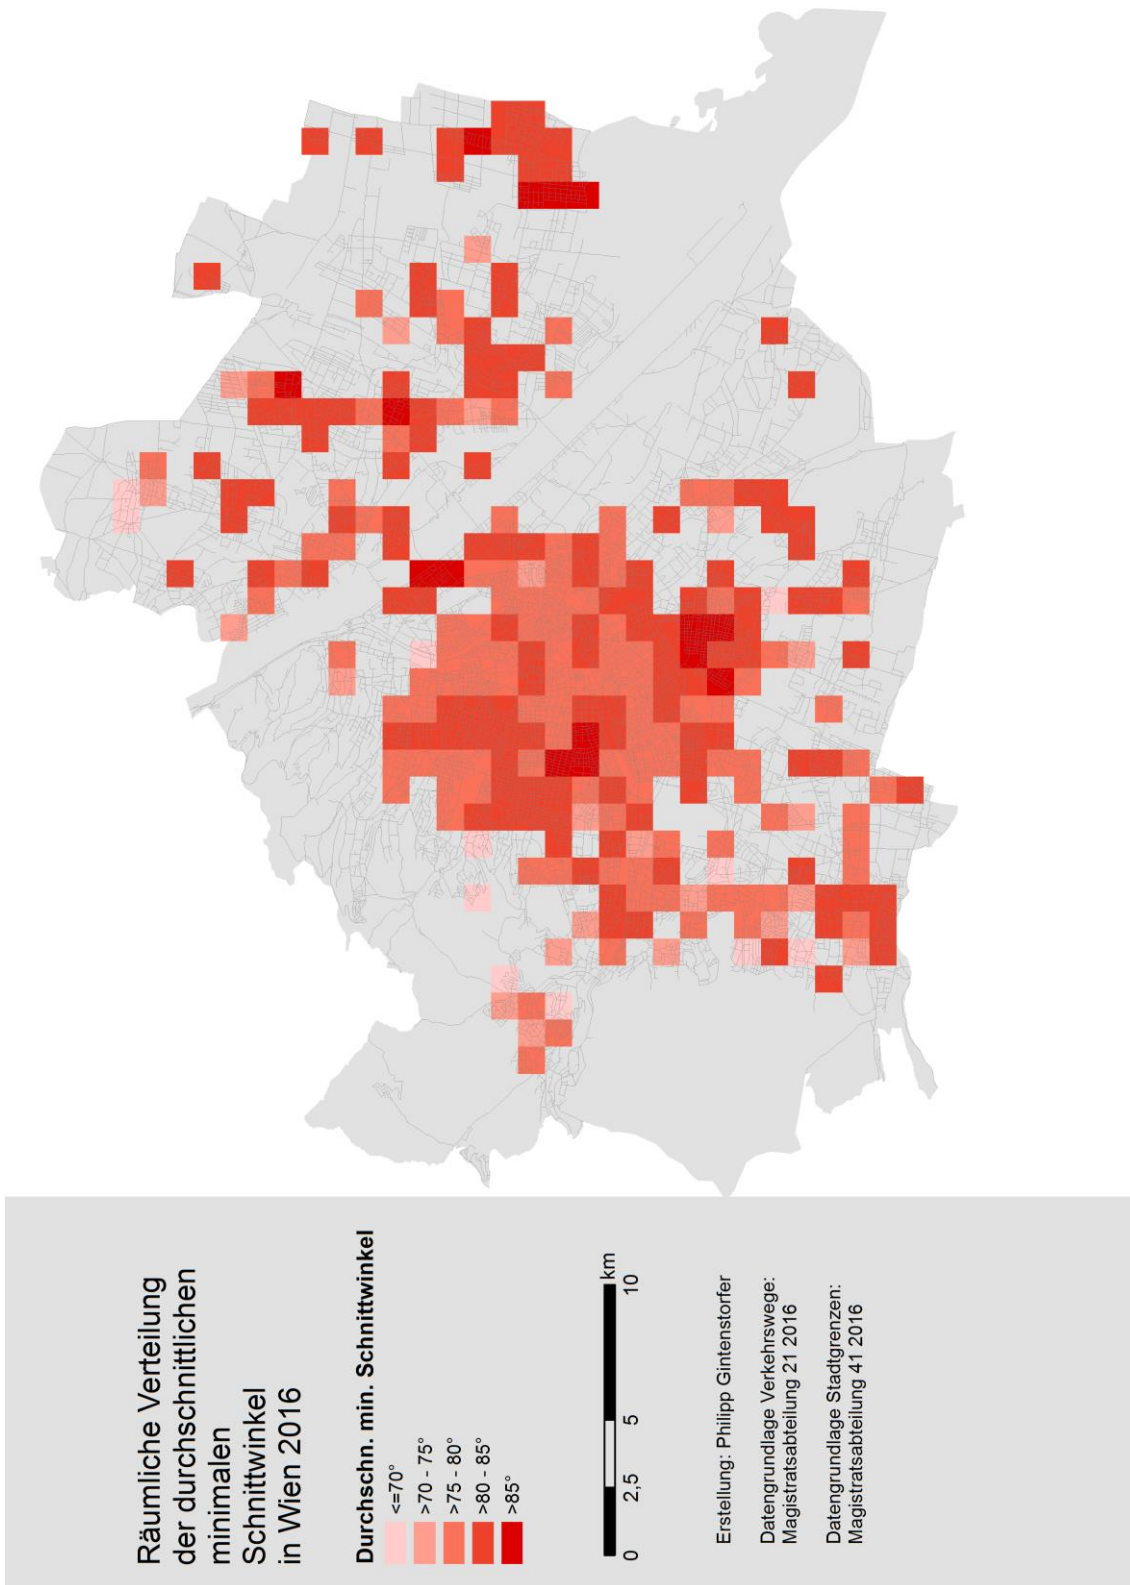 Räumliche Verteilung
der durchschnittlichen
minimalen
Schnittwinkel
in Wien 2016
Durchschn. min. Schnittwinkel
<=70°
>70 - 75°
>75 - 80°
>80 - 85°
>85°
0 2,5 5 10 km
Erstellung: Philipp Gintenstorfer
Datengrundlage Verkehrswege:
Magistratsabteilung 21 2016
Datengrundlage Stadtgrenzen:
Magistratsabteilung 41 2016